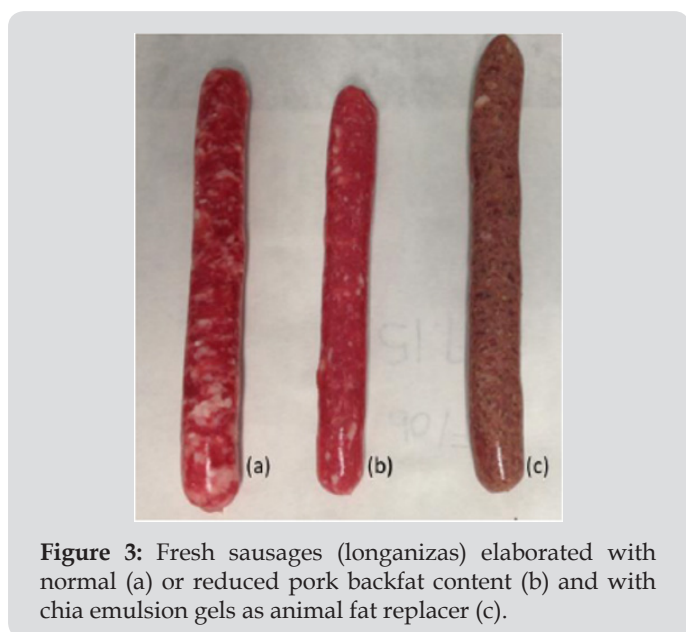 (a)
(b)
(c)
Figure 3: Fresh sausages (longanizas) elaborated with
normal (a) or reduced pork backfat content (b) and with
chia emulsion gels as animal fat replacer (c).